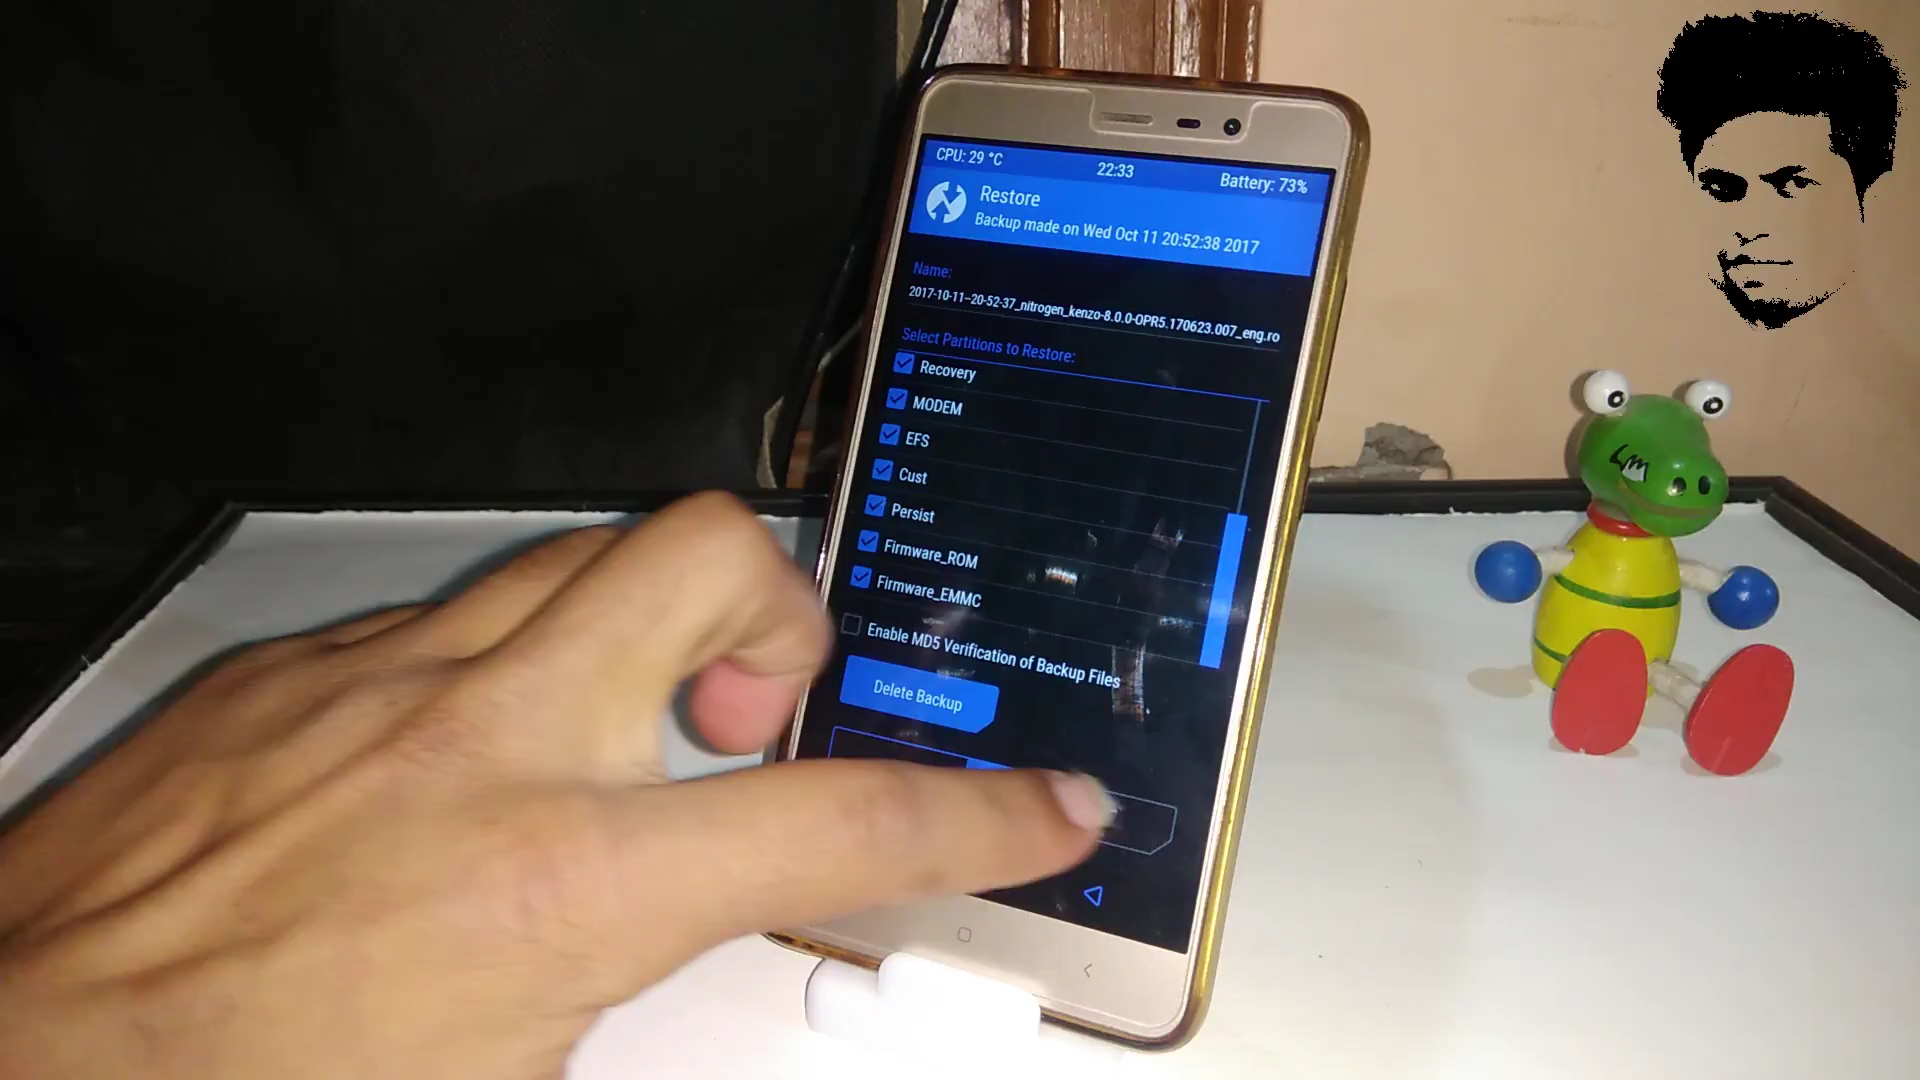 CPU: 29 °C
22:33
Battery: 73%
Restore
Backup made on Wed Oct 11 20:52:38 2017
Name:
2017-10-11--20-52-37_nitrogen_kenzo-8.0.0-OPR5.170623.007_eng.ro
Select Partitions to Restore:
Recovery
MODEM
EFS
Cust
Persist
Firmware_ROM
Firmware_EMMC
Enable MD5 Verification of Backup Files
Delete Backup